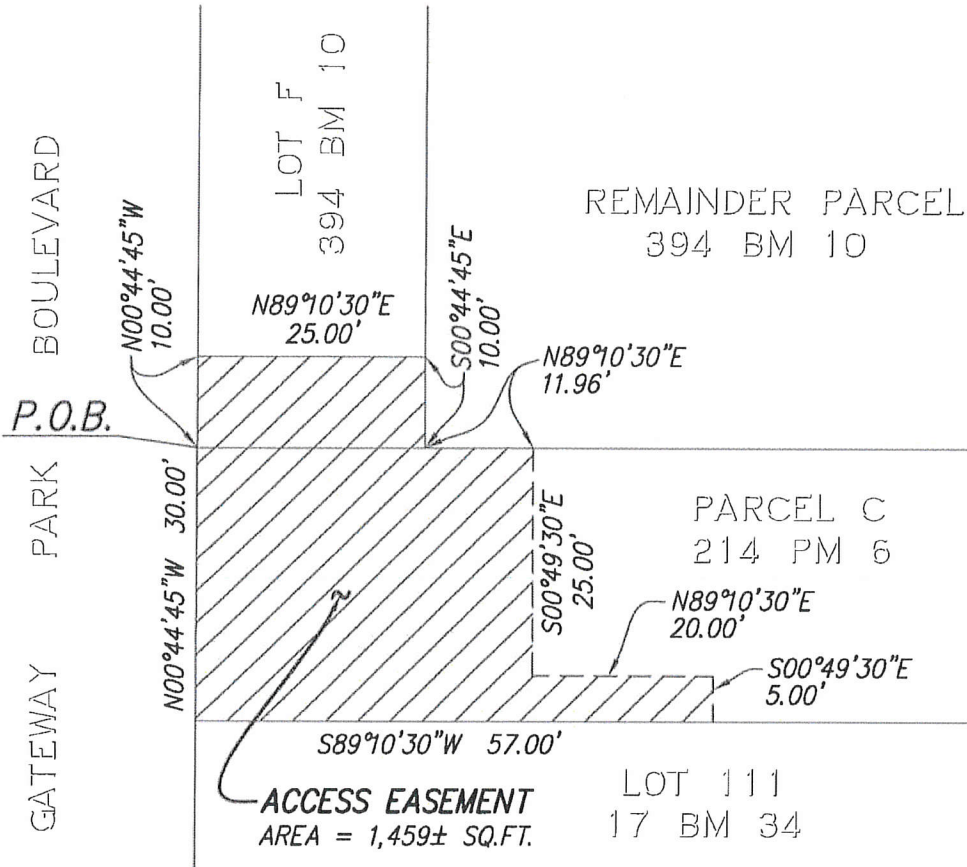 LOT F
394 BM 10
REMAINDER PARCEL
394 BM 10
BOULEVARD
N00°44'45"W
10.00'
N89°10'30"E
25.00'
S00°44'45"E
10.00'
N89°10'30"E
11.96'
P.O.B.
PARK
N00°44'45"W 30.00'
S00°49'30"E
25.00'
PARCEL C
214 PM 6
N89°10'30"E
20.00'
S00°49'30"E
5.00'
GATEWAY
S89°10'30"W 57.00'
ACCESS EASEMENT
AREA = 1,459± SQ.FT.
LOT 111
17 BM 34